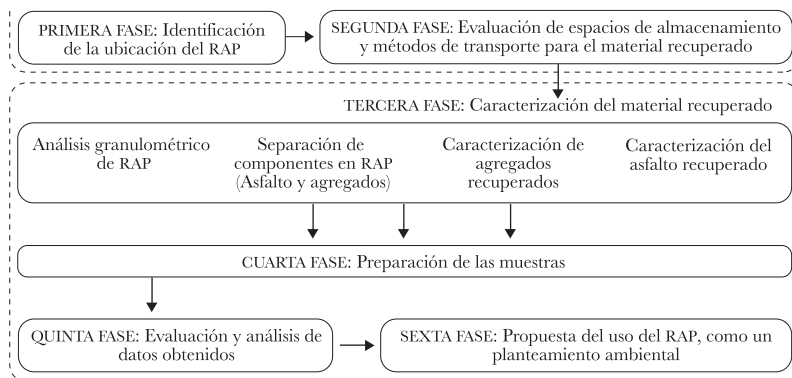 PRIMERA FASE: Identificación
de la ubicación del RAP
SEGUNDA FASE: Evaluación de espacios de almacenamiento
y métodos de transporte para el material recuperado
TERCERA FASE: Caracterización del material recuperado
Análisis granulométrico
de RAP
Separación de
componentes en RAP
(Asfalto y agregados)
Caracterización de
agregados
recuperados
Caracterización del
asfalto recuperado
CUARTA FASE: Preparación de las muestras
QUINTA FASE: Evaluación y análisis de
datos obtenidos
SEXTA FASE: Propuesta del uso del RAP, como un
planteamiento ambiental